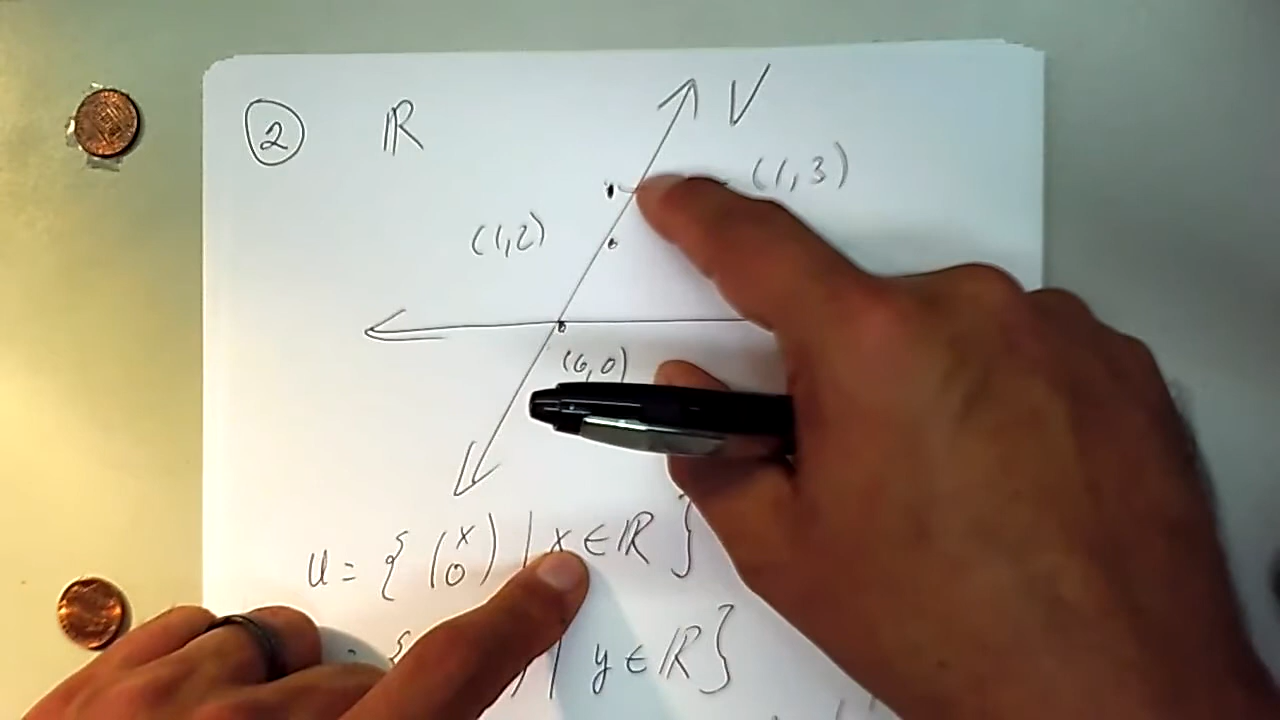 ② ℝ V
(1,3)
(1,2)
(0,0)
U = { (x 0) | x ∈ ℝ }
{ | y ∈ ℝ }